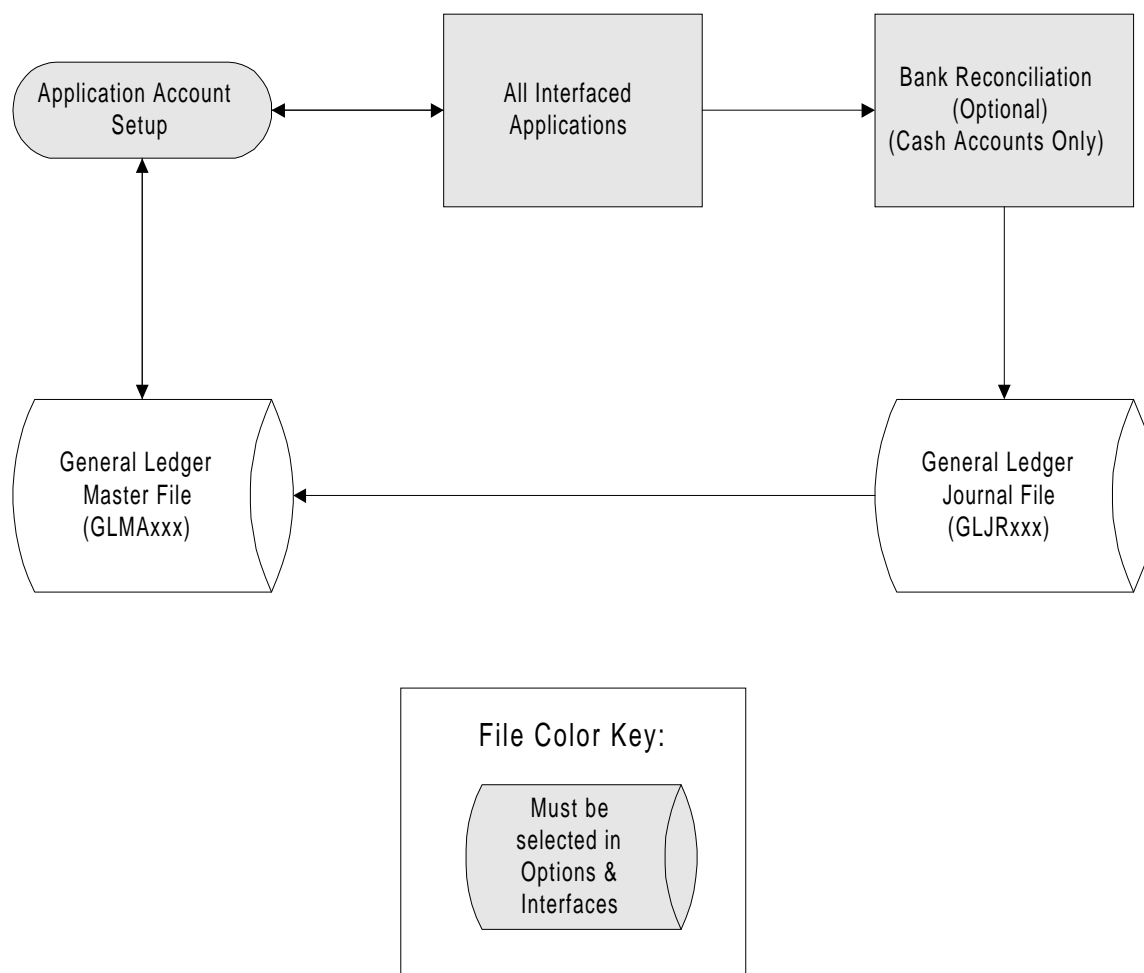 Application Account
Setup
All Interfaced
Applications
Bank Reconciliation
(Optional)
(Cash Accounts Only)
General Ledger
Master File
(GLMAxxx)
General Ledger
Journal File
(GLJRxxx)
File Color Key:
Must be
selected in
Options &
Interfaces